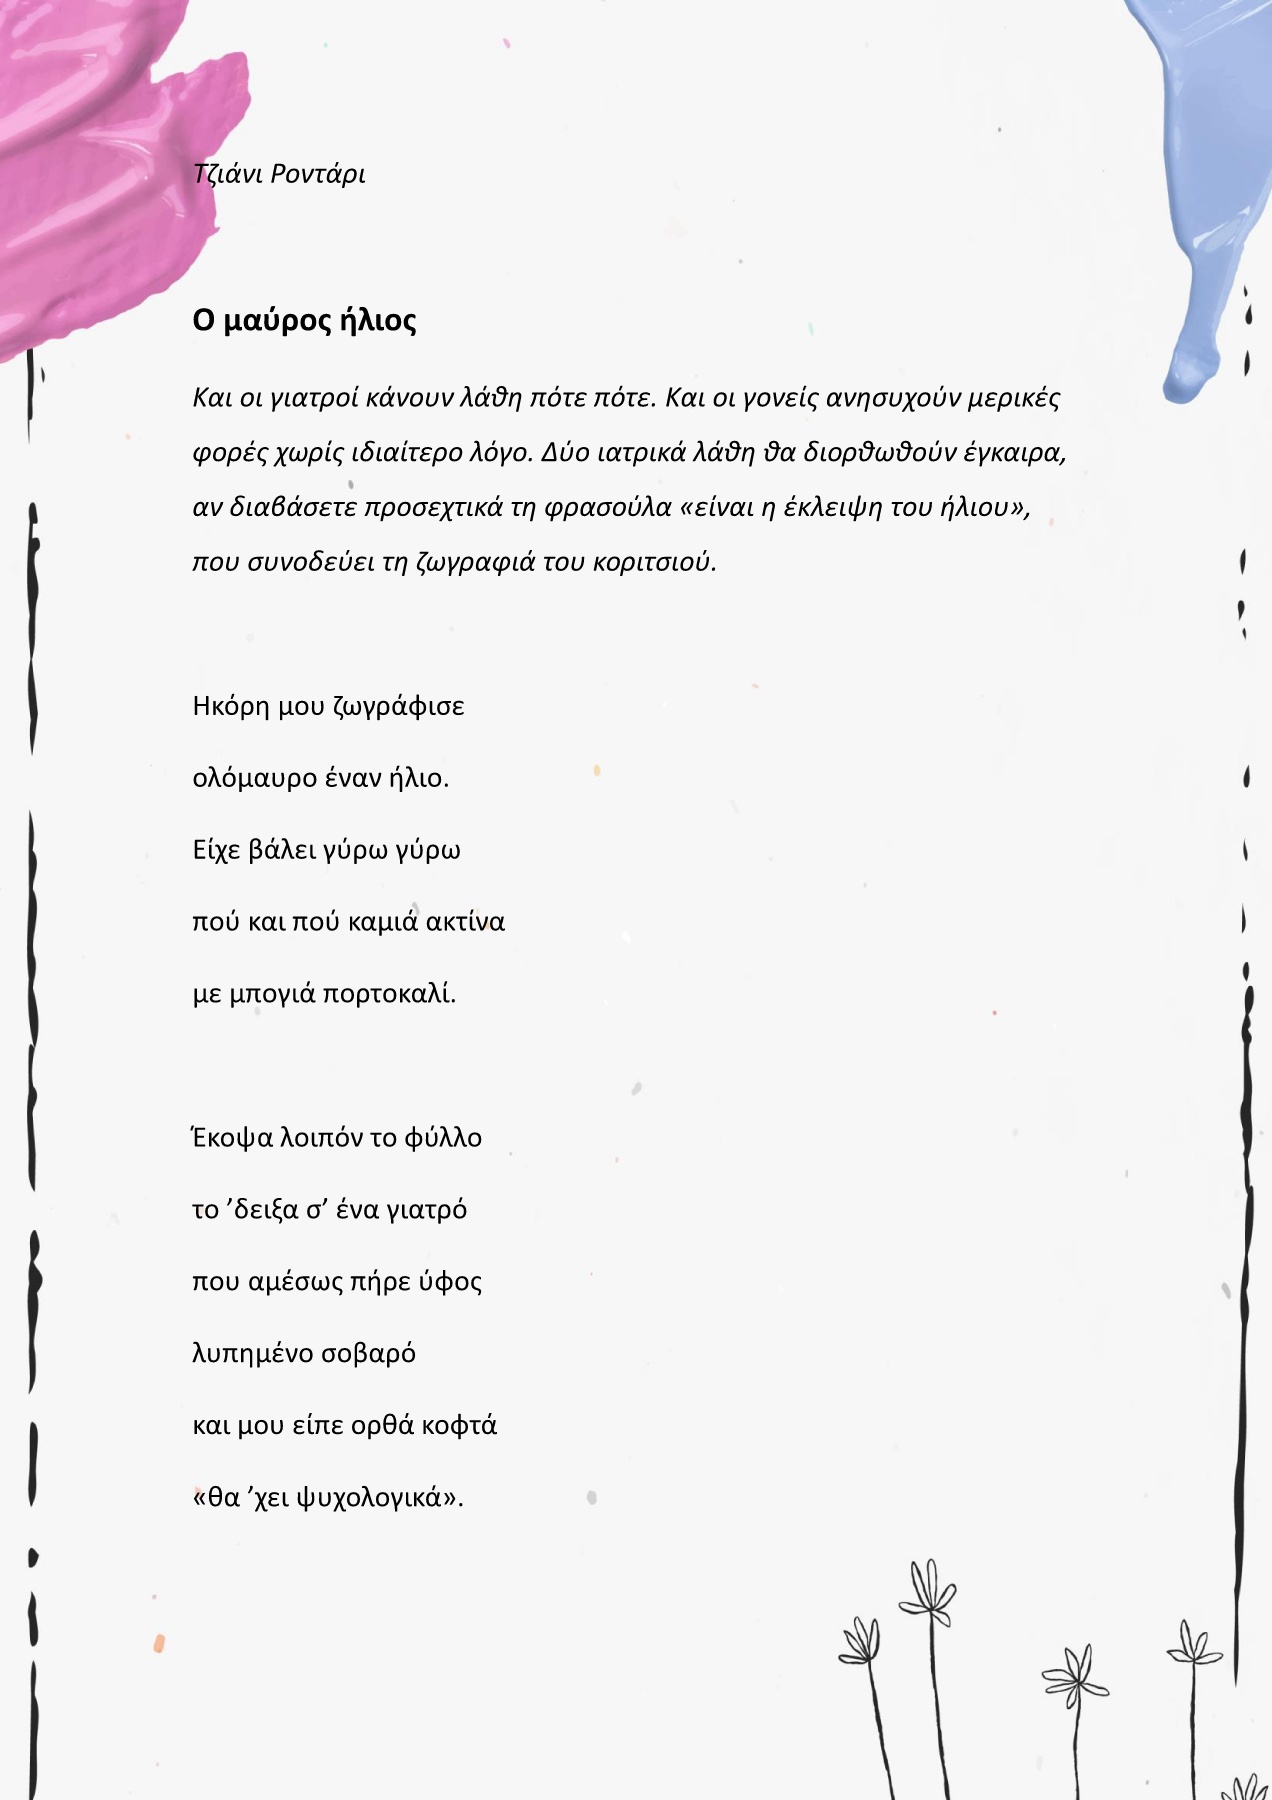 Τζιάνι Ροντάρι
Ο μαύρος ήλιος
Και οι γιατροί κάνουν λάθη πότε πότε. Και οι γονείς ανησυχούν μερικές
φορές χωρίς ιδιαίτερο λόγο. Δύο ιατρικά λάθη θα διορθωθούν έγκαιρα,
αν διαβάσετε προσεχτικά τη φρασούλα «είναι η έκλειψη του ήλιου»,
που συνοδεύει τη ζωγραφιά του κοριτσιού.
Ηκόρη μου ζωγράφισε
ολόμαυρο έναν ήλιο.
Είχε βάλει γύρω γύρω
πού και πού καμιά ακτίνα
με μπογιά πορτοκαλί.
Έκοψα λοιπόν το φύλλο
το ’δειξα σ’ ένα γιατρό
που αμέσως πήρε ύφος
λυπημένο σοβαρό
και μου είπε ορθά κοφτά
«θα ’χει ψυχολογικά».